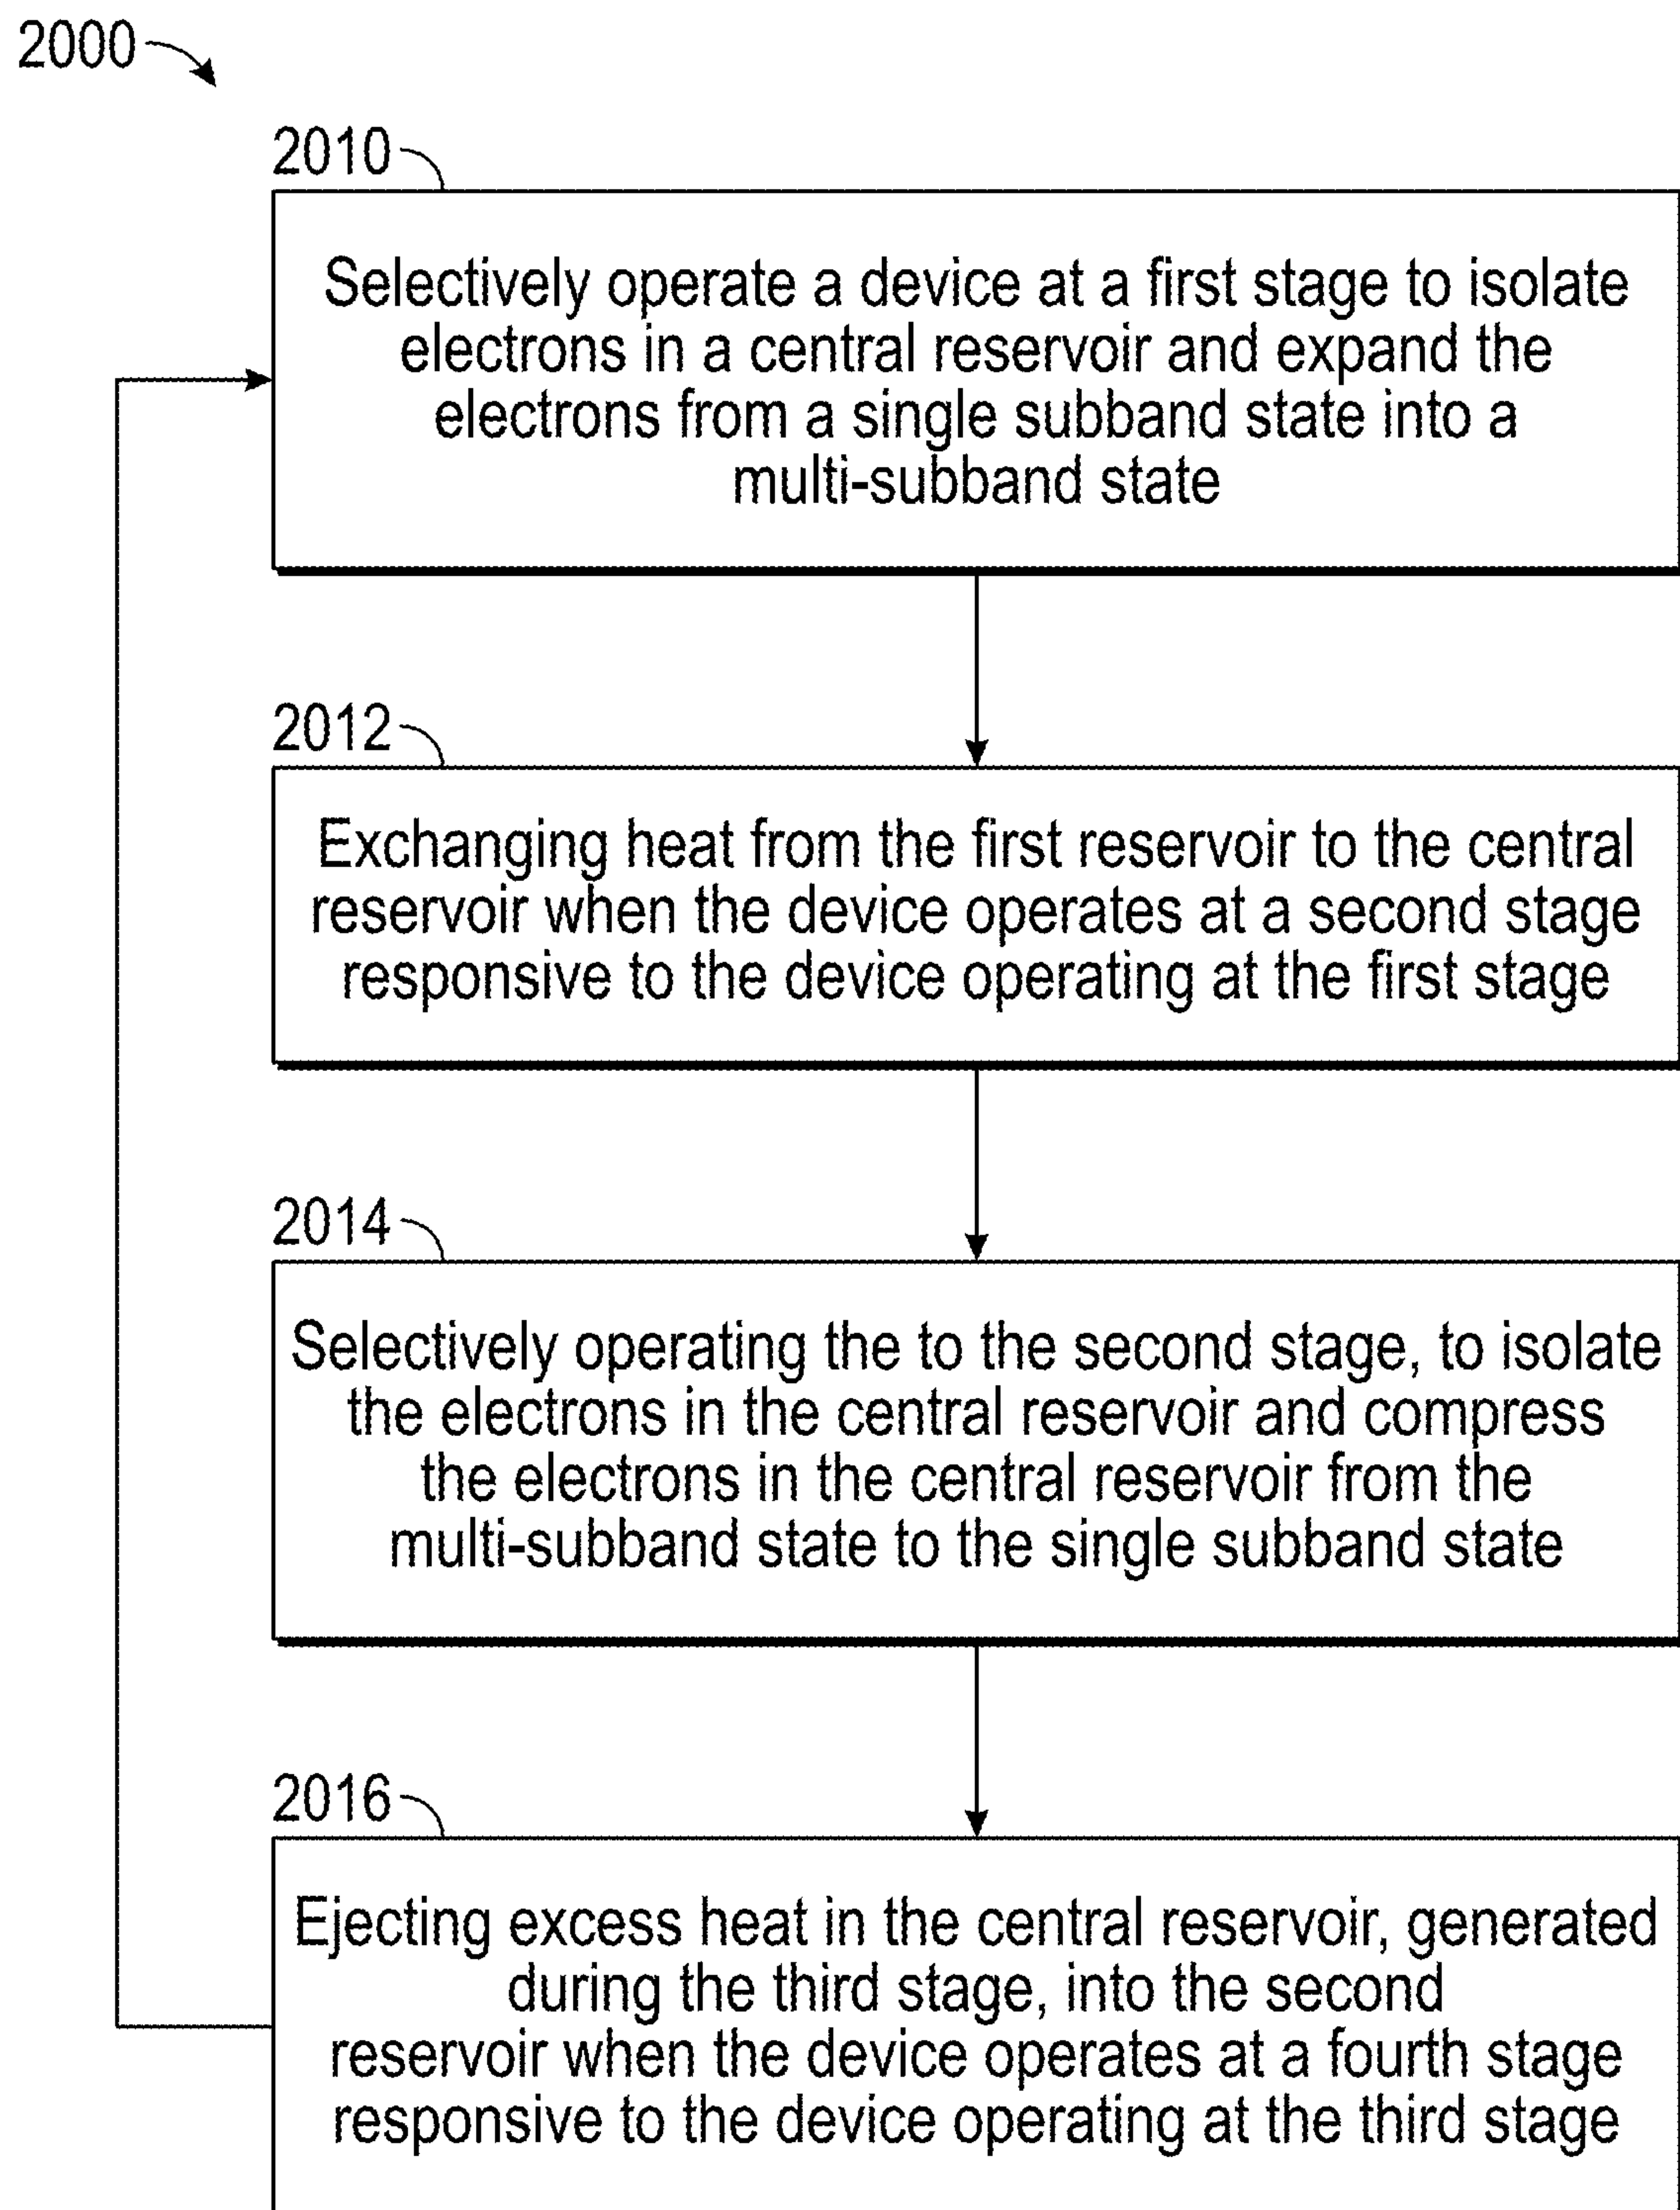 2000
2010
Selectively operate a device at a first stage to isolate
electrons in a central reservoir and expand the
electrons from a single subband state into a
multi-subband state
2012
Exchanging heat from the first reservoir to the central
reservoir when the device operates at a second stage
responsive to the device operating at the first stage
2014
Selectively operating the to the second stage, to isolate
the electrons in the central reservoir and compress
the electrons in the central reservoir from the
multi-subband state to the single subband state
2016
Ejecting excess heat in the central reservoir, generated
during the third stage, into the second
reservoir when the device operates at a fourth stage
responsive to the device operating at the third stage